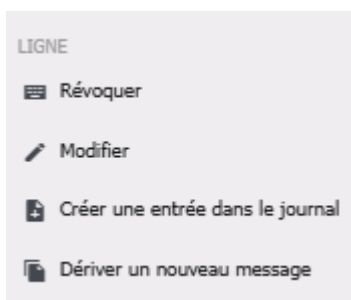 LIGNE
Révoquer
Modifier
Créer une entrée dans le journal
Dériver un nouveau message